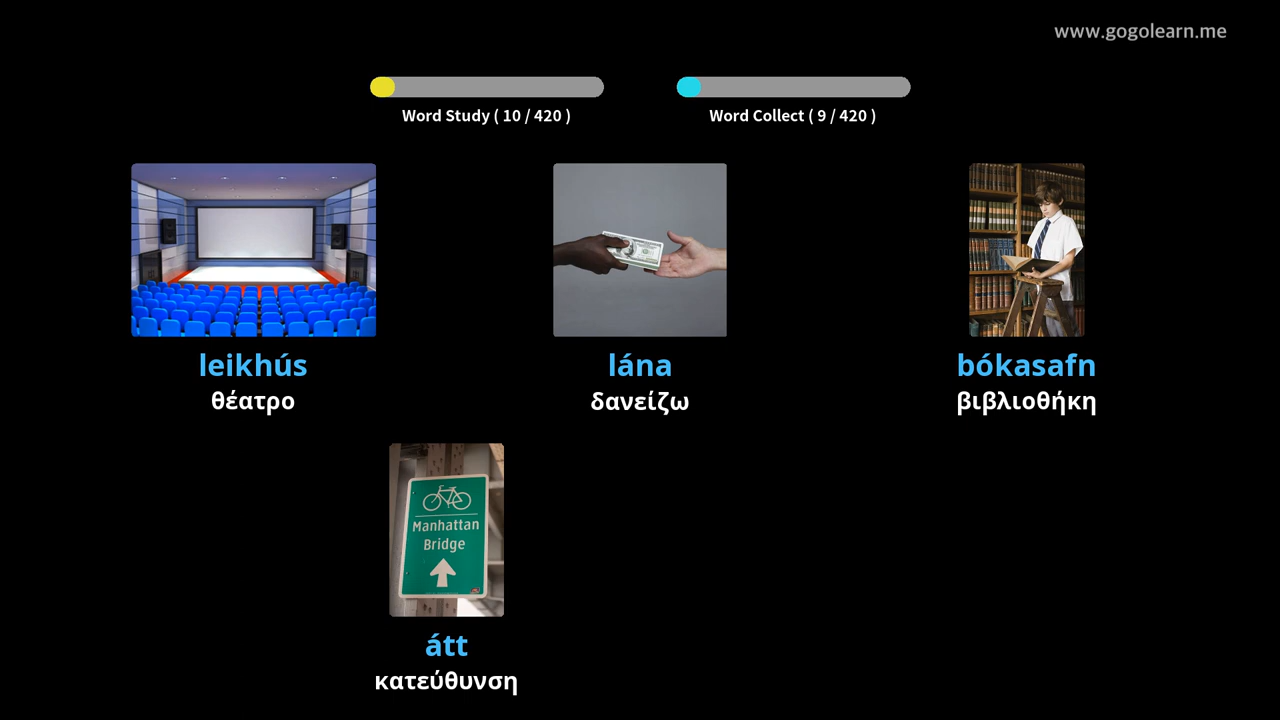 www.gogolearn.me
Word Study ( 10 / 420 )
Word Collect ( 9 / 420 )
leikhús
θέατρο
lána
δανείζω
bókasafn
βιβλιοθήκη
Manhattan
Bridge
átt
κατεύθυνση